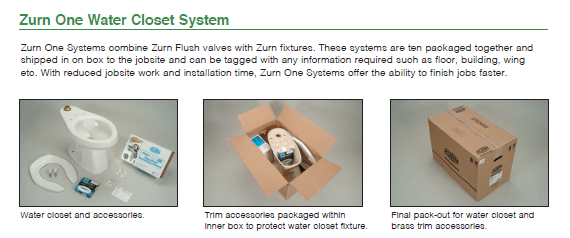 Zurn One Water Closet System
Zurn One Systems combine Zurn Flush valves with Zurn fixtures. These systems are ten packaged together and
shipped in on box to the jobsite and can be tagged with any information required such as floor, building, wing
etc. With reduced jobsite work and installation time, Zurn One Systems offer the ability to finish jobs faster.
Water closet and accessories.
Trim accessories packaged within
inner box to protect water closet fixture.
Final pack-out for water closet and
brass trim accessories.